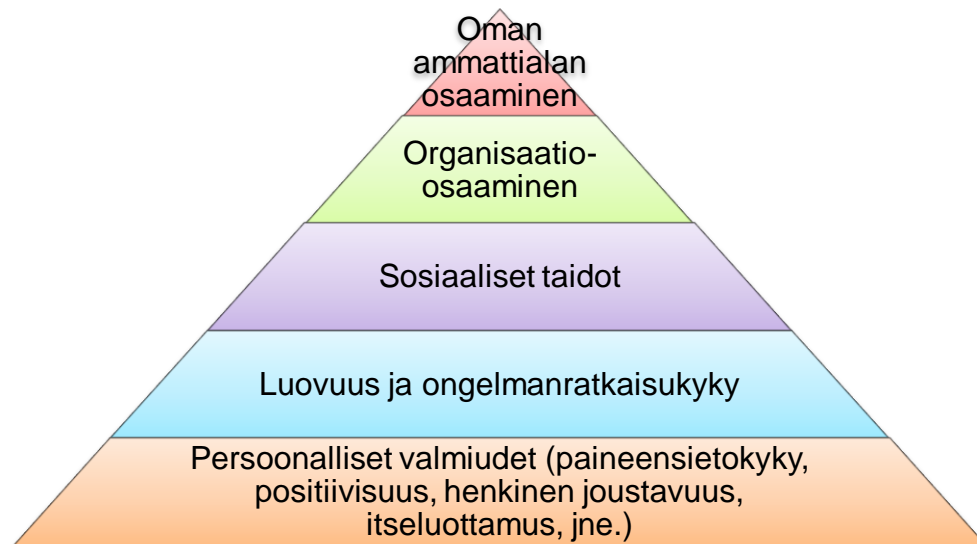 Oman
ammattialan
osaaminen
Organisaatio-
osaaminen
Sosiaaliset taidot
Luovuus ja ongelmanratkaisukyky
Persoonalliset valmiudet (paineensietokyky,
positiivisuus, henkinen joustavuus,
itseluottamus, jne.)